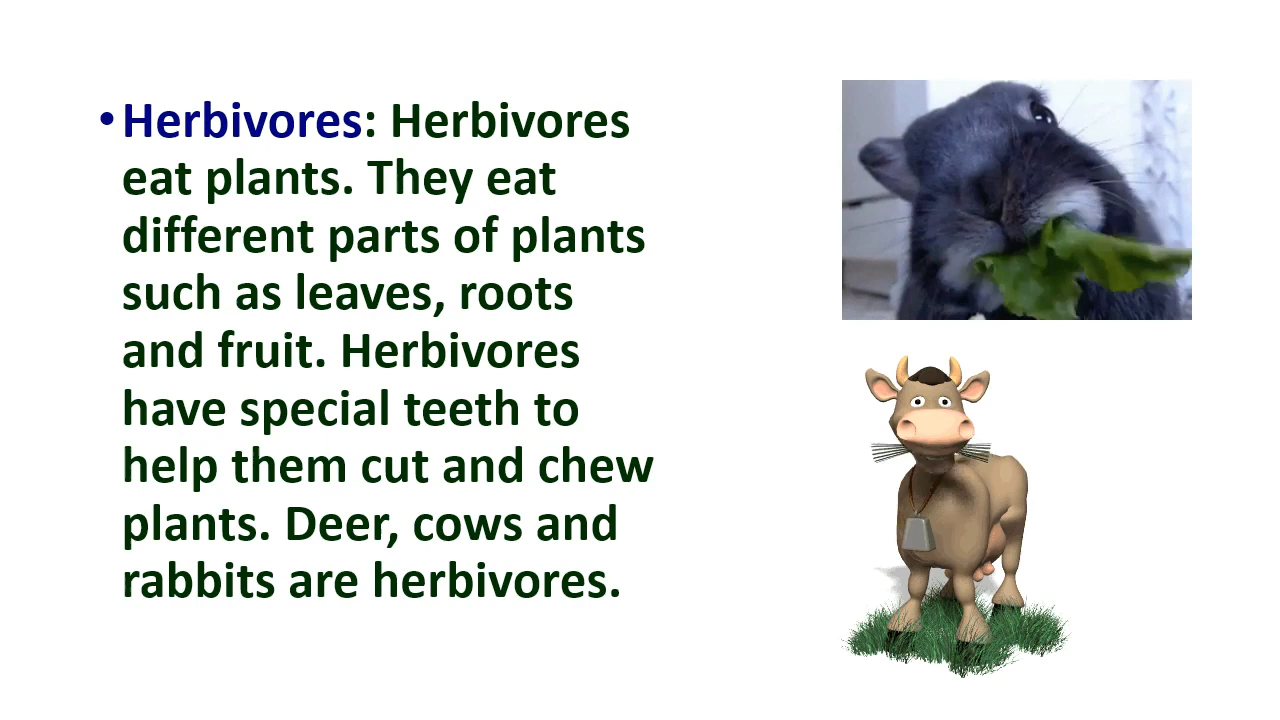 •Herbivores: Herbivores
eat plants. They eat
different parts of plants
such as leaves, roots
and fruit. Herbivores
have special teeth to
help them cut and chew
plants. Deer, cows and
rabbits are herbivores.